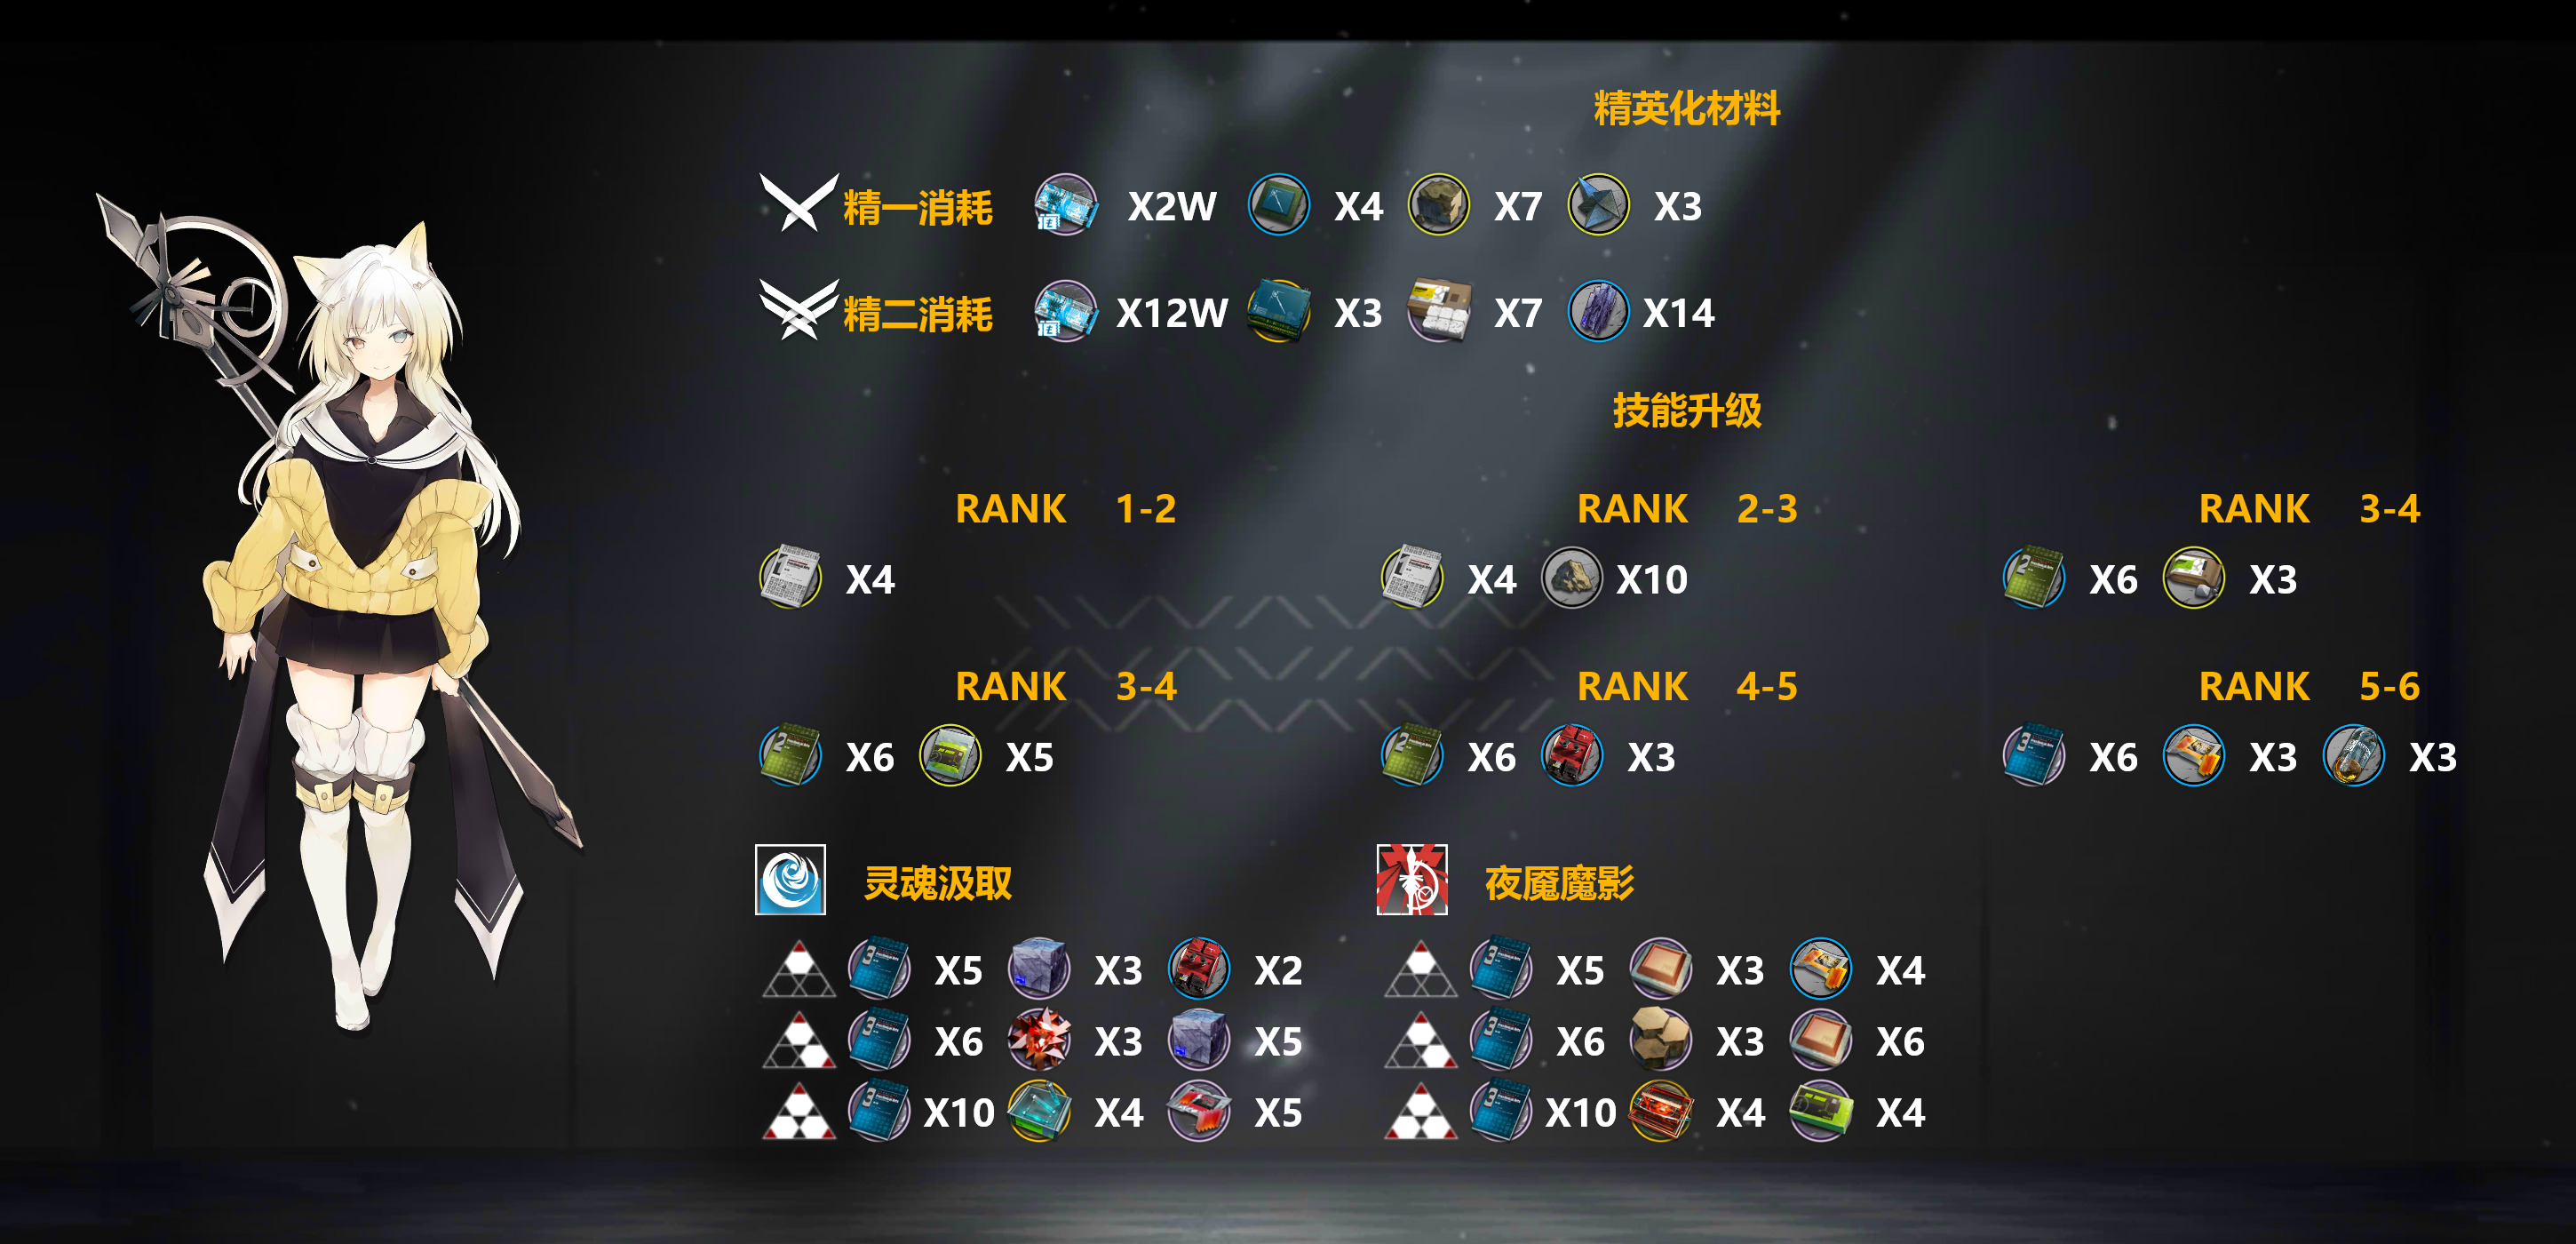 精英化材料
精一消耗 X2W X4 X7 X3
精二消耗 X12W X3 X7 X14
技能升级
RANK 1-2 RANK 2-3 RANK 3-4
X4 X4 X10 X6 X3
RANK 3-4 RANK 4-5 RANK 5-6
X6 X5 X6 X3 X6 X3 X3
灵魂汲取 夜魇魔影
X5 X3 X2 X5 X3 X4
X6 X3 X5 X6 X3 X6
X10 X4 X5 X10 X4 X4